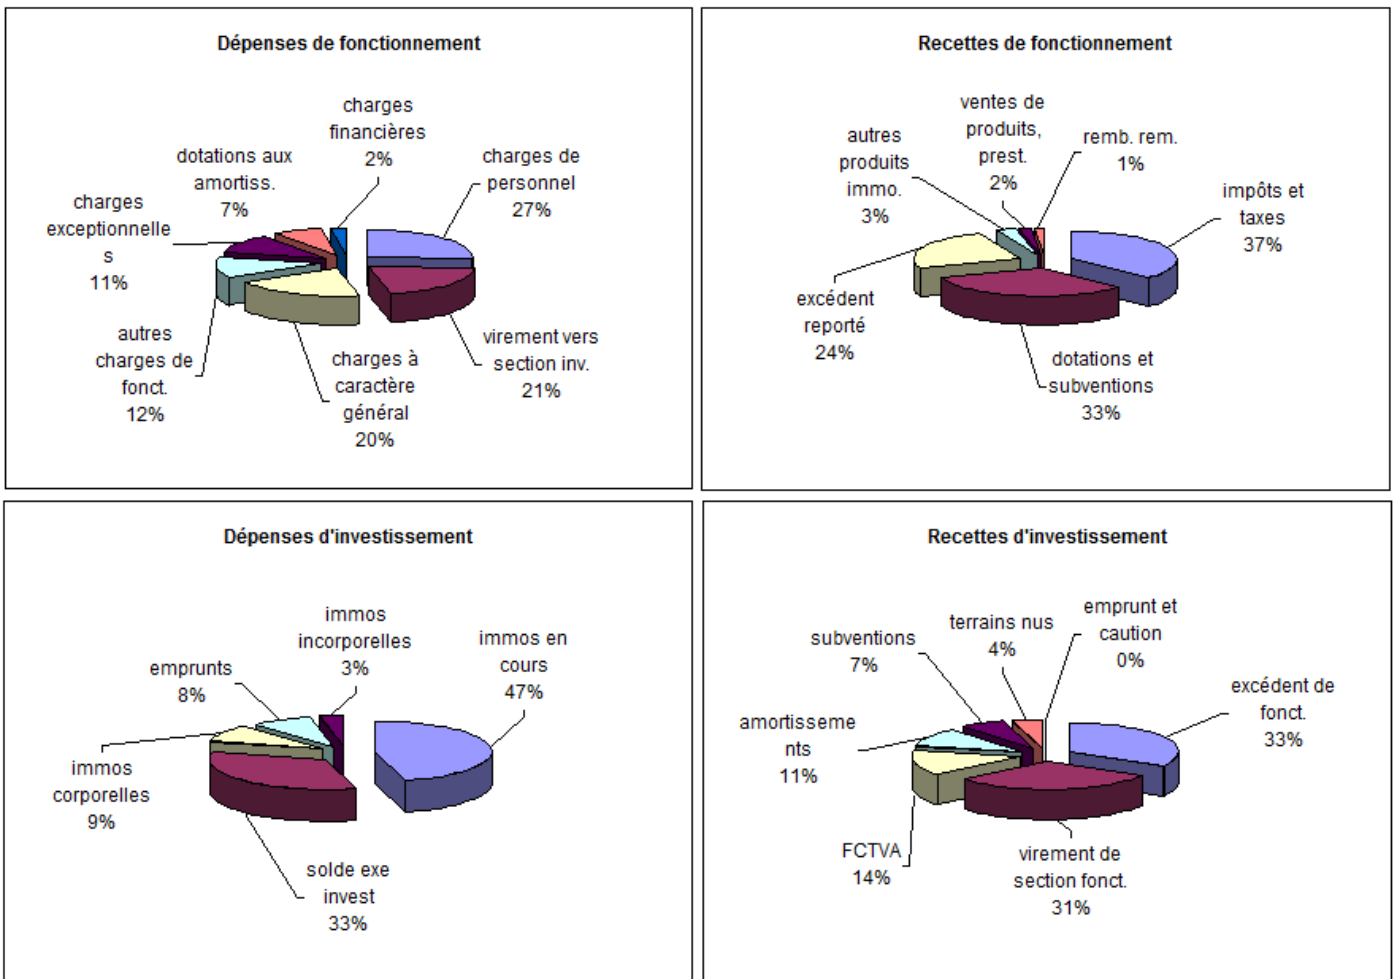 Dépenses de fonctionnement
charges
financières
2%
dotations aux
amortiss.
7%
charges de
personnel
27%
charges
exceptionnelle
s
11%
autres
charges de
fonct.
12%
charges à
caractère
général
20%
virement vers
section inv.
21%
Recettes de fonctionnement
ventes de
produits,
prest.
2%
remb. rem.
1%
autres
produits
immo.
3%
impôts et
taxes
37%
excédent
reporté
24%
dotations et
subventions
33%
Dépenses d'investissement
immos
incorporelles
3%
immos en
cours
47%
emprunts
8%
immos
corporelles
9%
solde exe
invest
33%
Recettes d'investissement
emprunt et
caution
0%
terrains nus
4%
subventions
7%
excédent de
fonct.
33%
amortisseme
nts
11%
FCTVA
14%
virement de
section fonct.
31%